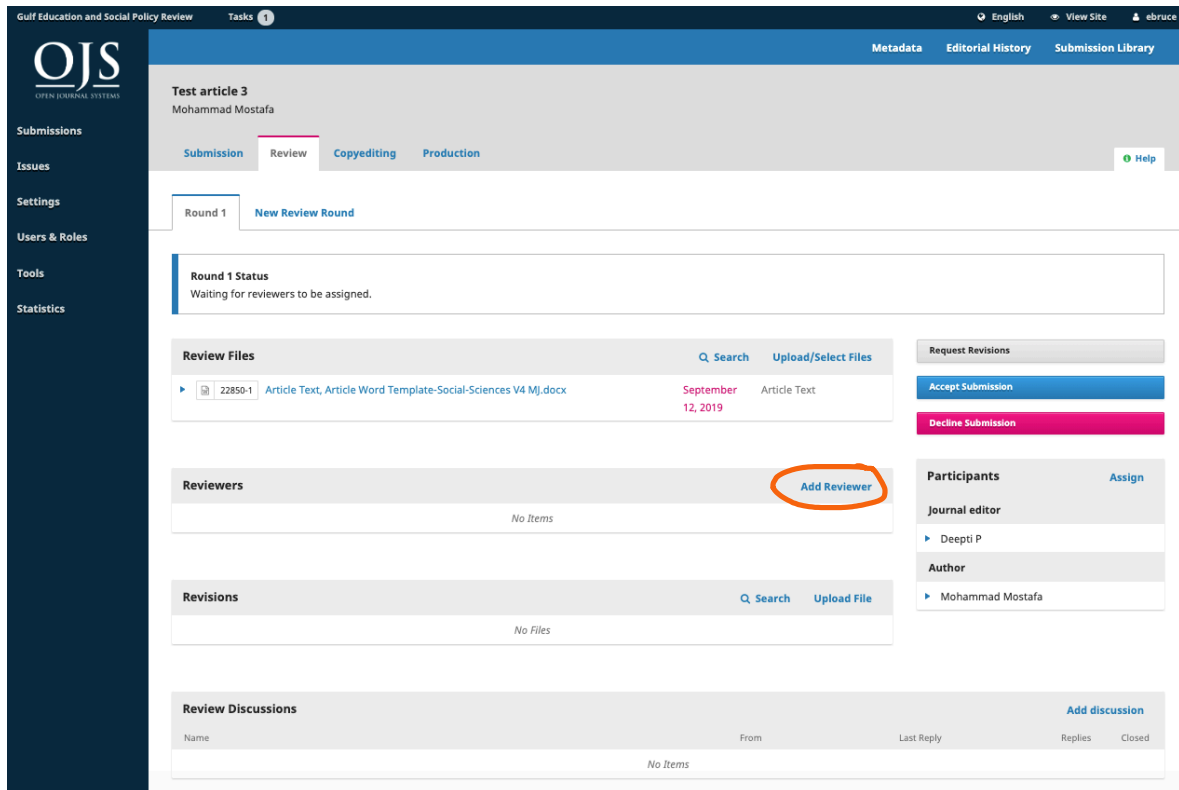 Gulf Education and Social Policy Review Tasks 1 English View Site ebruce
OJS
OPEN JOURNAL SYSTEMS
Metadata Editorial History Submission Library
Submissions
Issues
Settings
Users & Roles
Tools
Statistics
Test article 3
Mohammad Mostafa
Submission Review Copyediting Production
Help
Round 1 New Review Round
Round 1 Status
Waiting for reviewers to be assigned.
Review Files Search Upload/Select Files
22850-1 Article Text, Article Word Template-Social-Sciences V4 MJ.docx September Article Text
12, 2019
Request Revisions
Accept Submission
Decline Submission
Reviewers Add Reviewer
No Items
Participants Assign
Journal editor
Deepti P
Author
Mohammad Mostafa
Revisions Search Upload File
No Files
Review Discussions Add discussion
Name From Last Reply Replies Closed
No Items